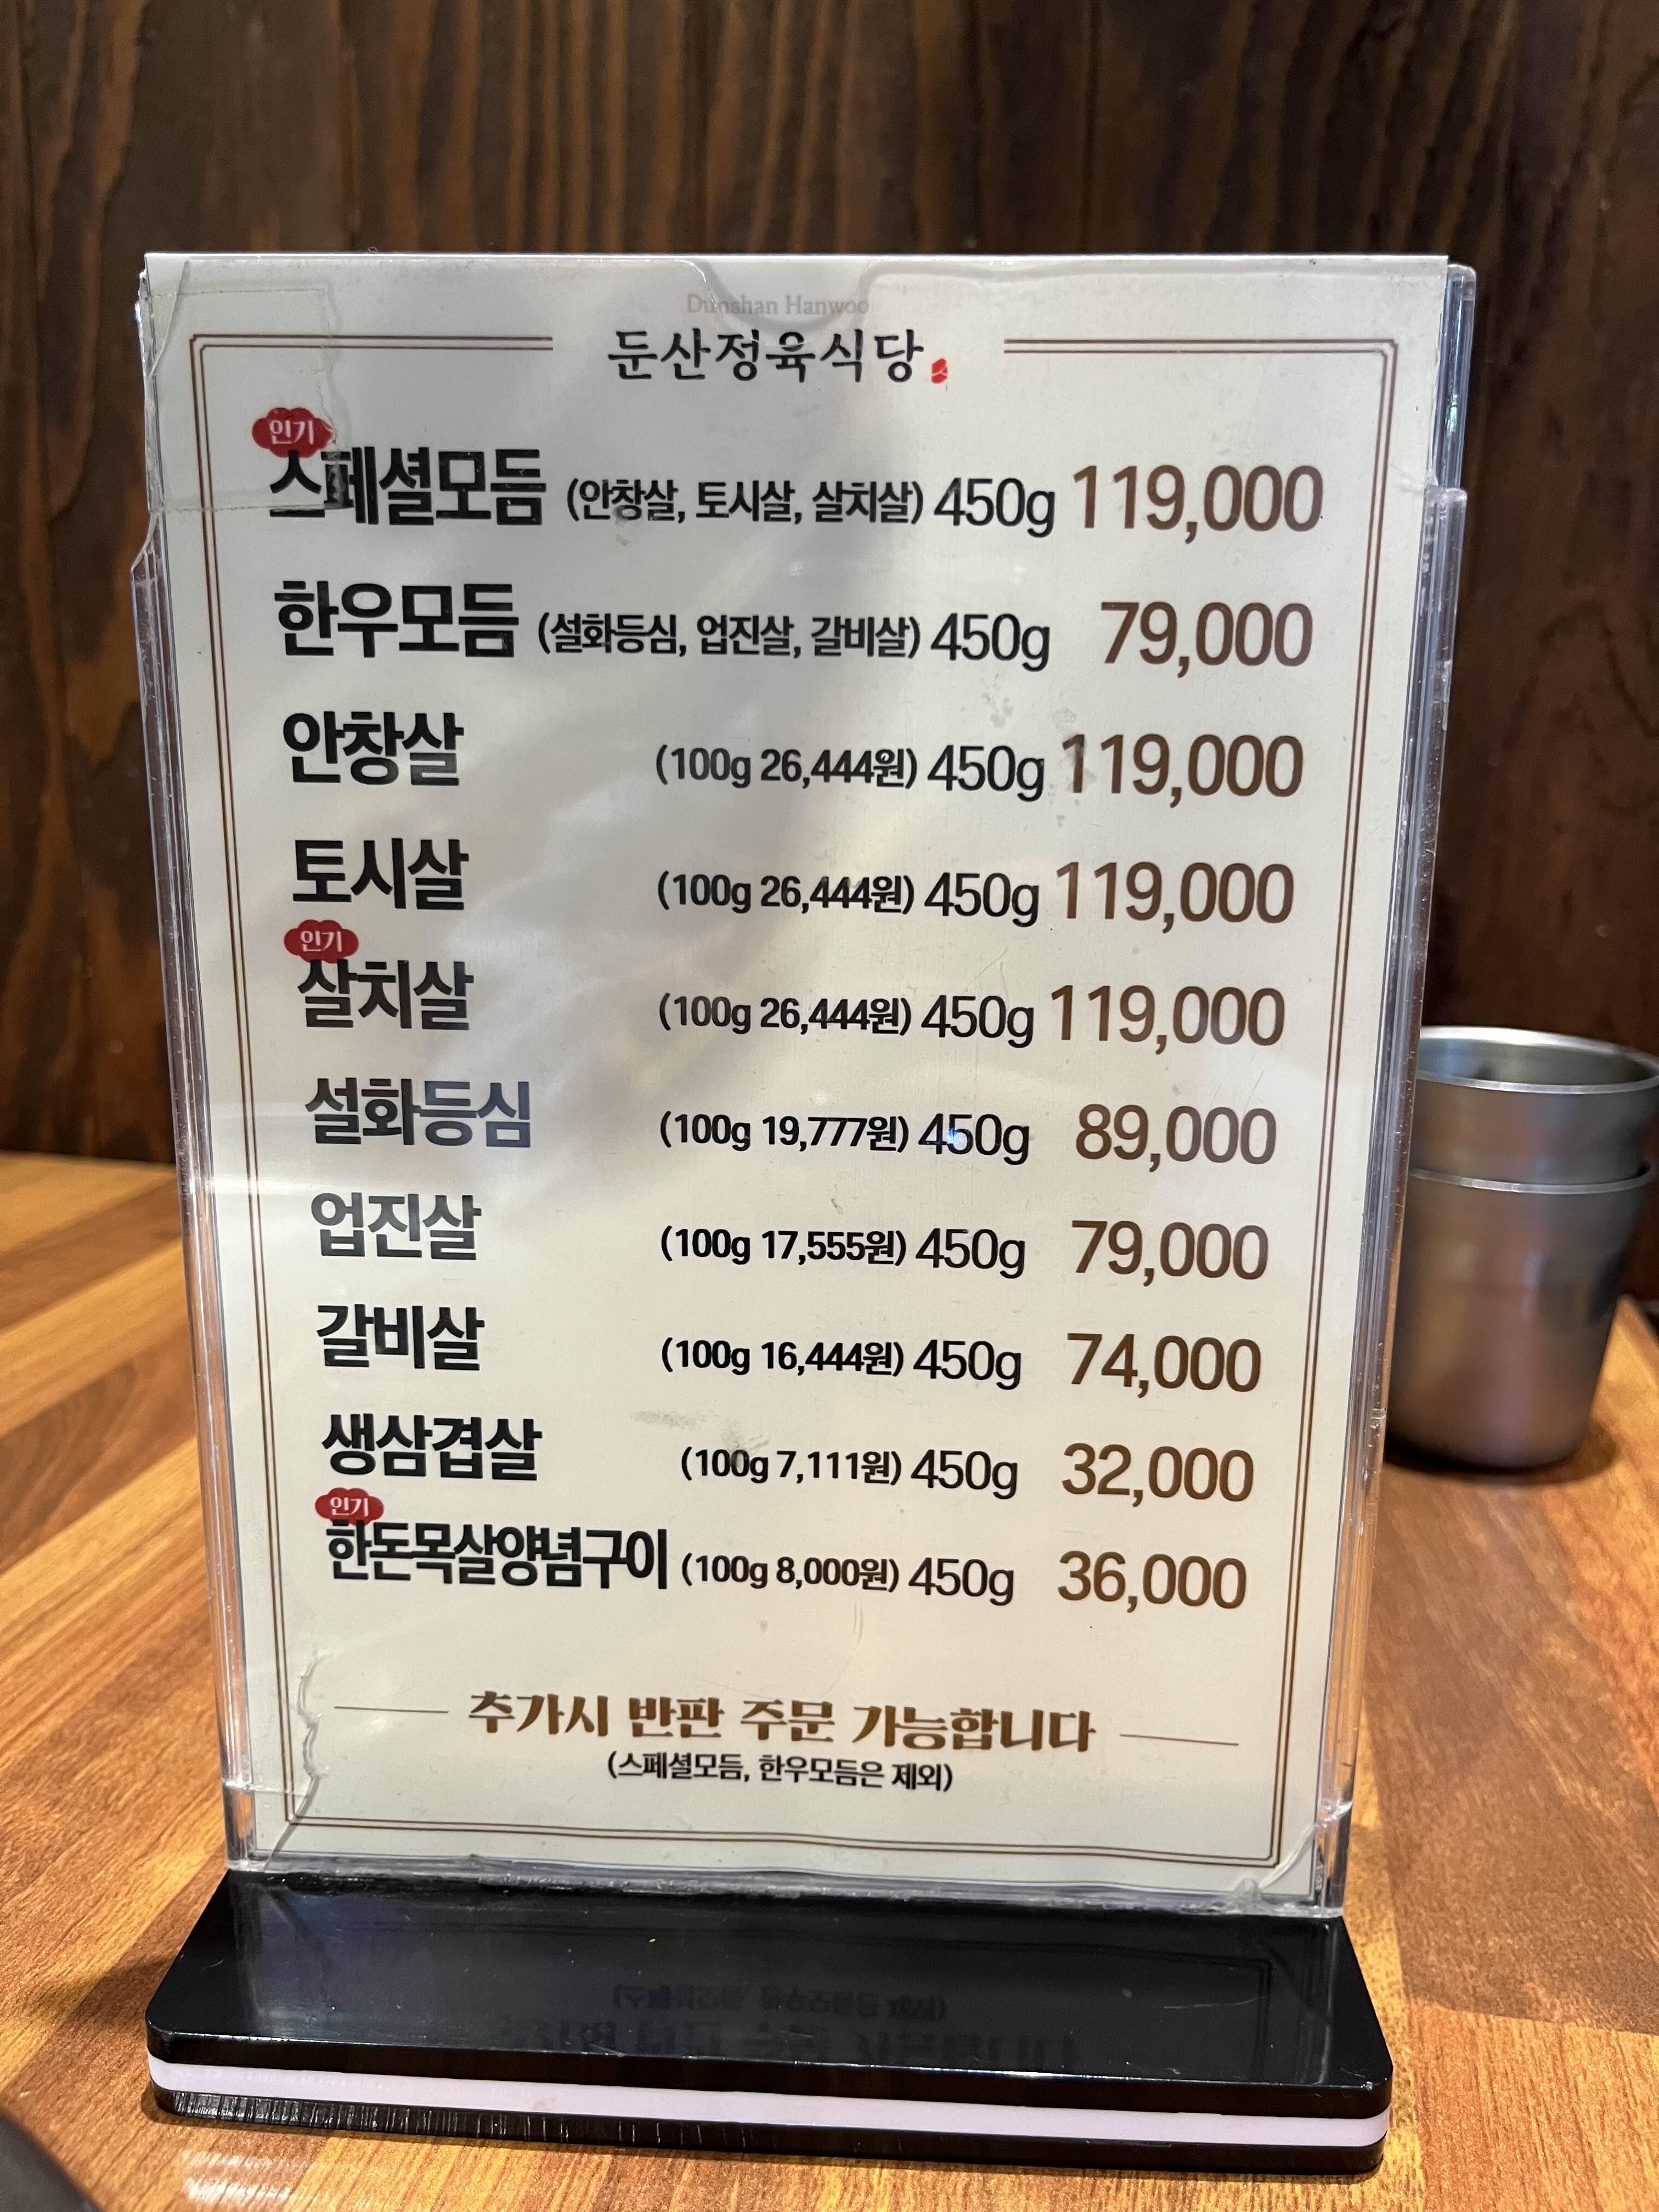 Dunshan Hanwoo
둔산정육식당
인기
스페셜모듬 (안창살, 토시살, 살치살) 450g 119,000
한우모듬 (설화등심, 업진살, 갈비살) 450g 79,000
안창살 (100g 26,444원) 450g 119,000
토시살 (100g 26,444원) 450g 119,000
인기
살치살 (100g 26,444원) 450g 119,000
설화등심 (100g 19,777원) 450g 89,000
업진살 (100g 17,555원) 450g 79,000
갈비살 (100g 16,444원) 450g 74,000
생삼겹살 (100g 7,111원) 450g 32,000
인기
한돈목살양념구이 (100g 8,000원) 450g 36,000
추가시 반판 주문 가능합니다
(스페셜모듬, 한우모듬은 제외)